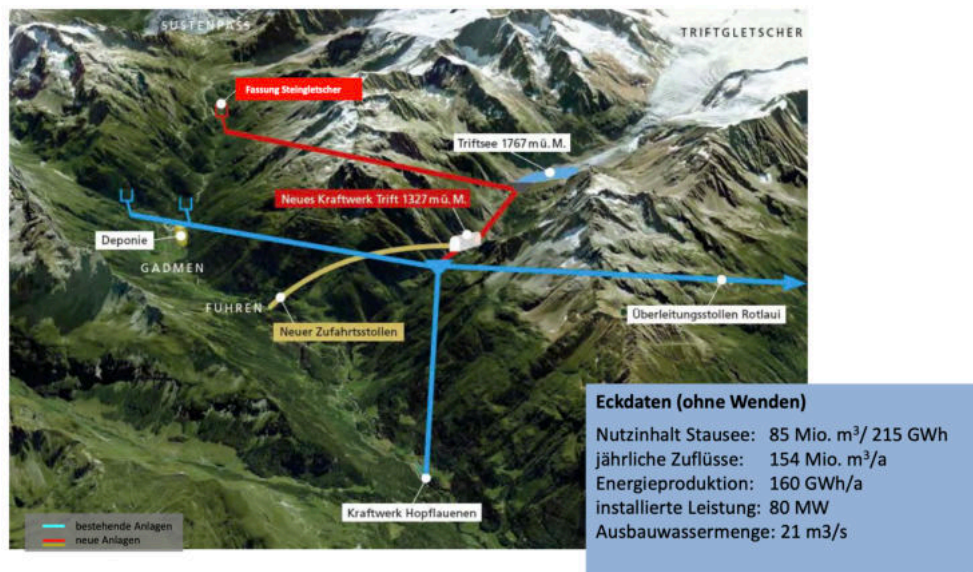 SUSTENPASS
TRIFTGLETSCHER
Fassung Steingletscher
Triftsee 1767 m ü. M.
Neues Kraftwerk Trift 1327 m ü. M.
Deponie
GADMEN
FUHREN
Neuer Zufahrtsstollen
Überleitungsstollen Rotlaui
Kraftwerk Hopflauenen
bestehende Anlagen
neue Anlagen
Eckdaten (ohne Wenden)
Nutzinhalt Stausee: 85 Mio. m³/ 215 GWh
jährliche Zuflüsse: 154 Mio. m³/a
Energieproduktion: 160 GWh/a
installierte Leistung: 80 MW
Ausbauwassermenge: 21 m3/s